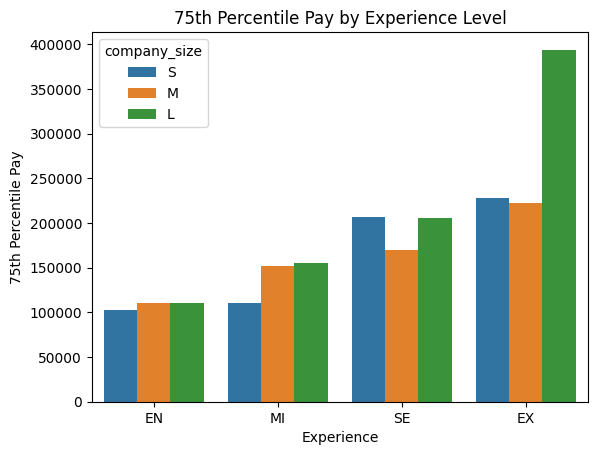 75th Percentile Pay by Experience Level
company_size
S
M
L
400000
350000
300000
250000
200000
150000
100000
50000
0
75th Percentile Pay
EN MI SE EX
Experience